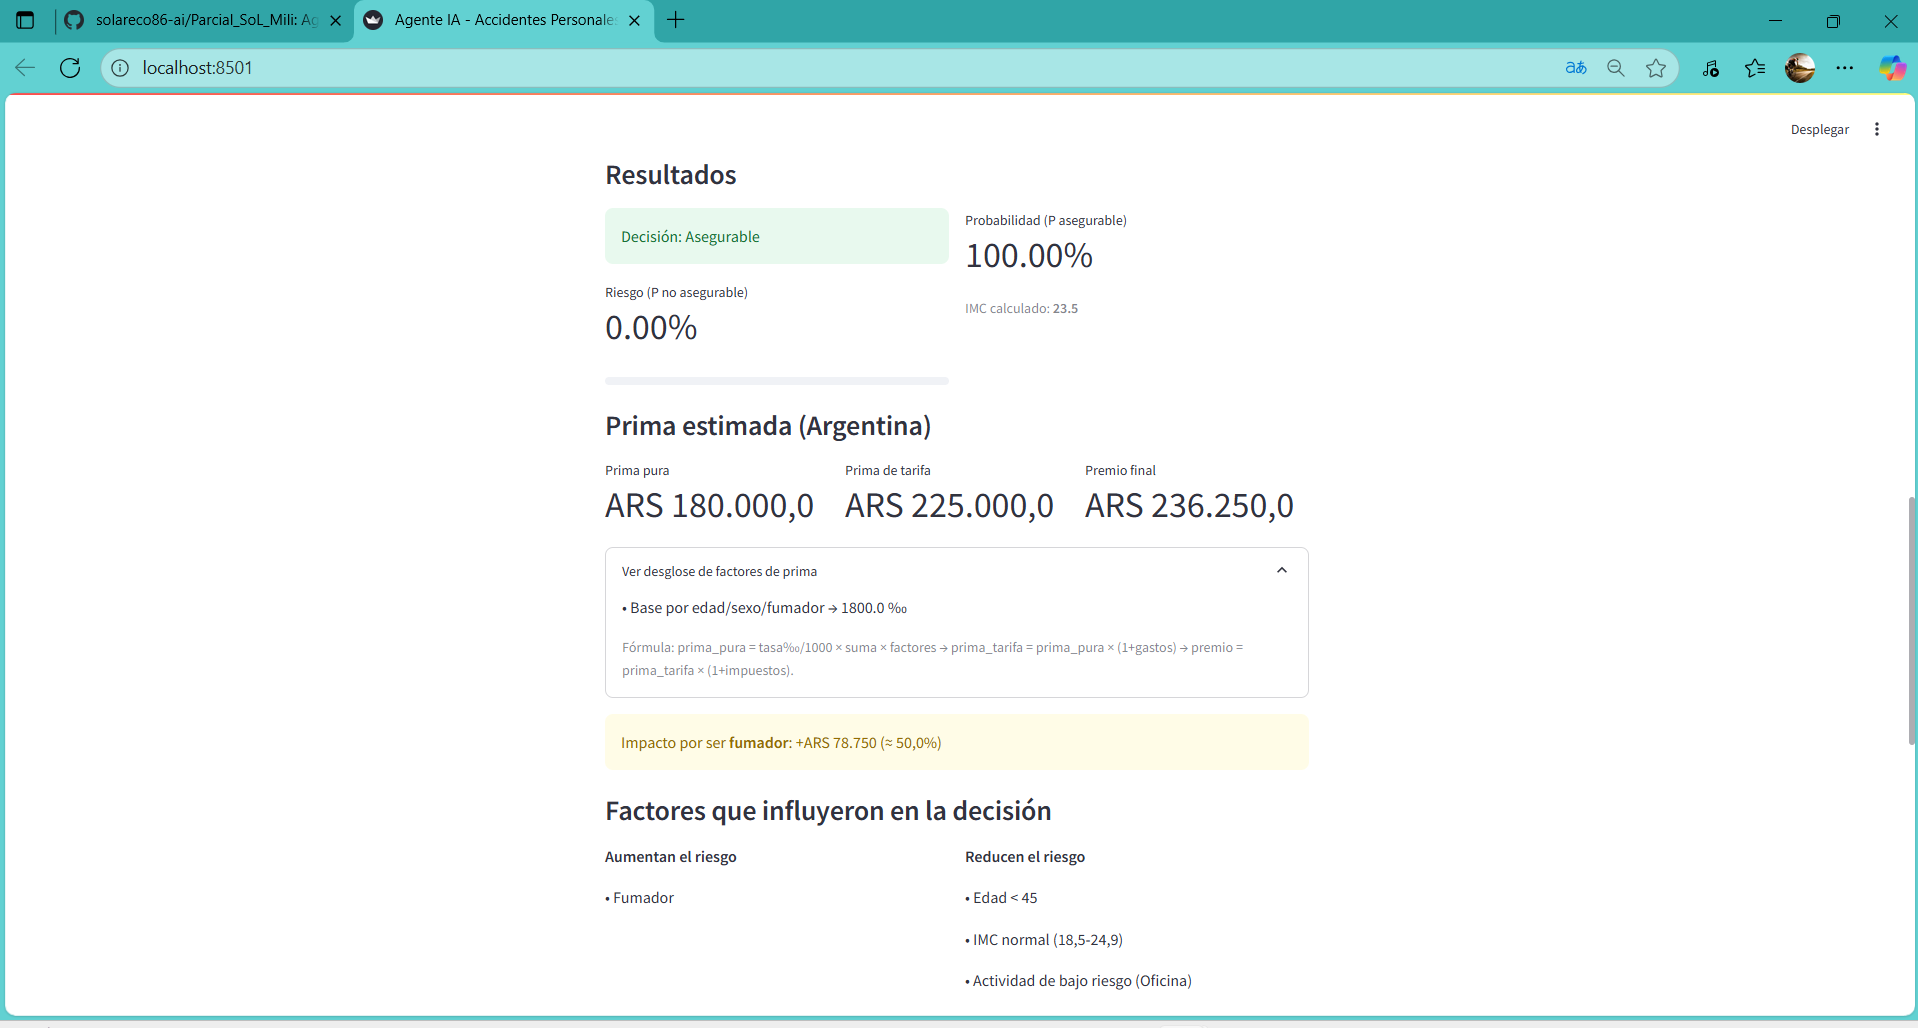 solareco86-ai/Parcial_SoL_Mili: Ag
Agente IA - Accidentes Personales
localhost:8501
aあ
Desplegar
Resultados
Decisión: Asegurable
Probabilidad (P asegurable)
100.00%
Riesgo (P no asegurable)
0.00%
IMC calculado: 23.5
Prima estimada (Argentina)
Prima pura
Prima de tarifa
Premio final
ARS 180.000,0
ARS 225.000,0
ARS 236.250,0
Ver desglose de factores de prima
• Base por edad/sexo/fumador → 1800.0 ‰
Fórmula: prima_pura = tasa‰/1000 × suma × factores → prima_tarifa = prima_pura × (1+gastos) → premio =
prima_tarifa × (1+impuestos).
Impacto por ser fumador: +ARS 78.750 (≈ 50,0%)
Factores que influyeron en la decisión
Aumentan el riesgo
• Fumador
Reducen el riesgo
• Edad < 45
• IMC normal (18,5-24,9)
• Actividad de bajo riesgo (Oficina)